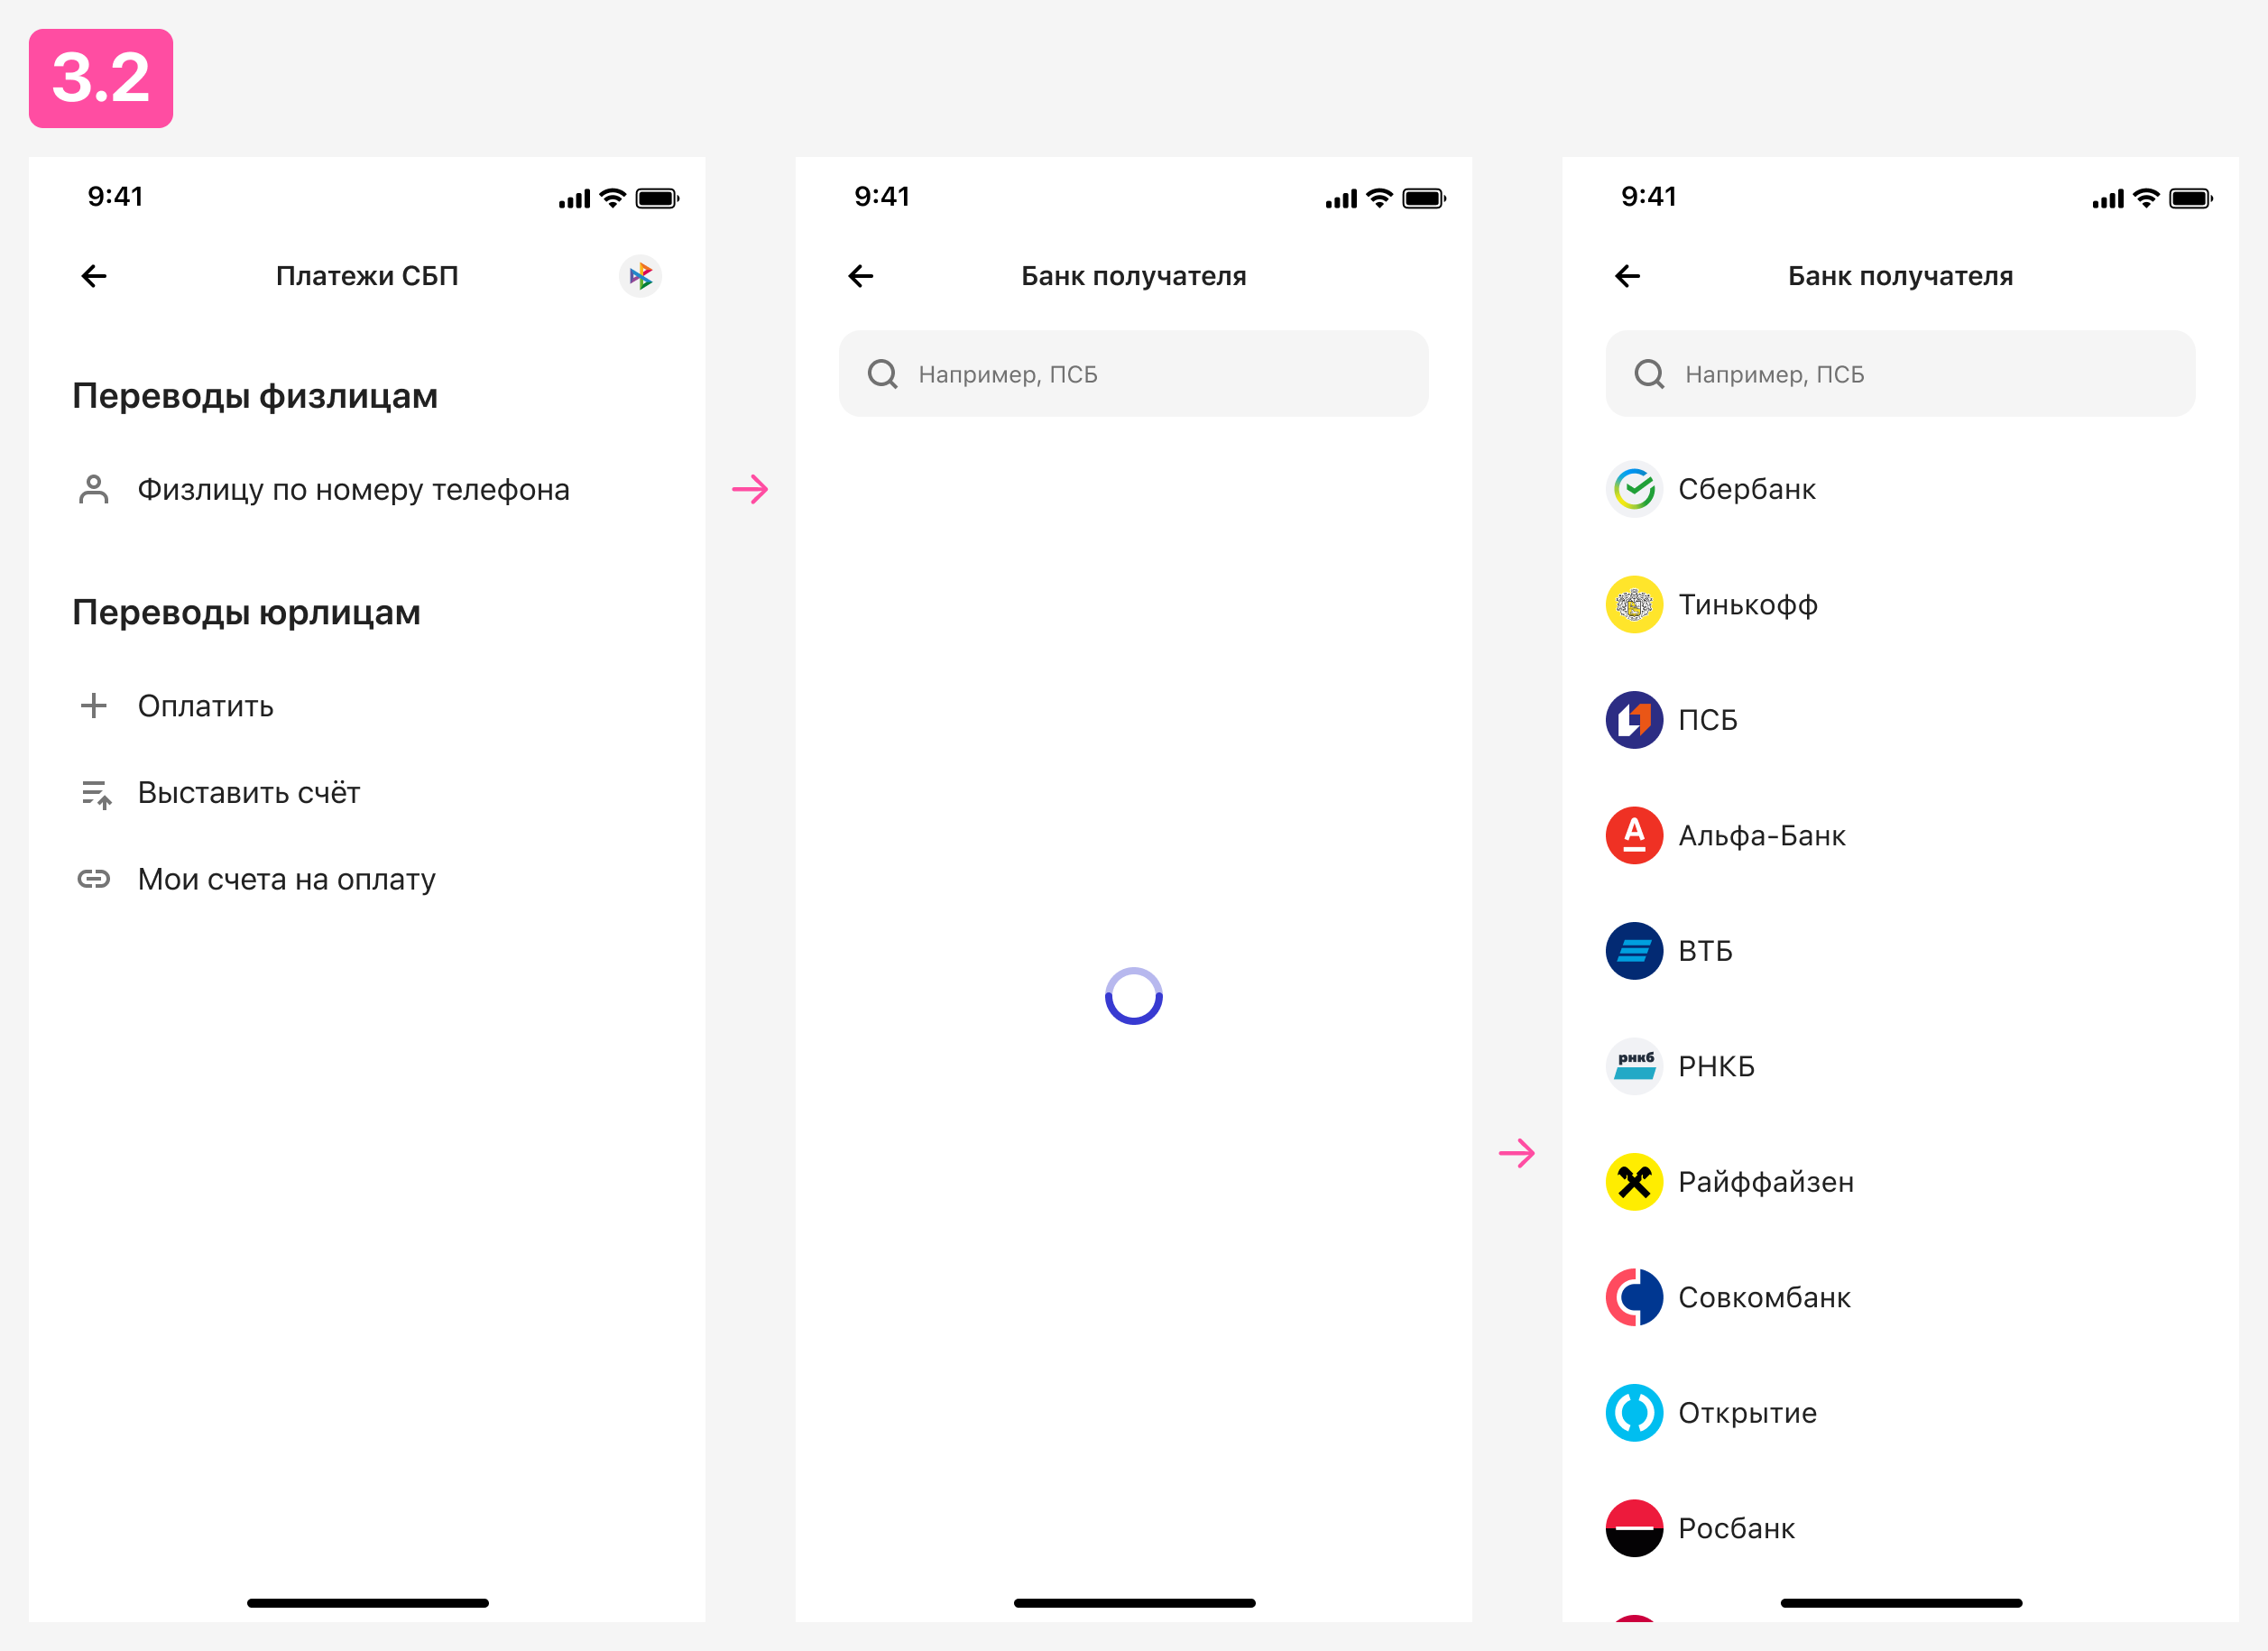 3.2
9:41
Платежи СБП
Переводы физлицам
Физлицу по номеру телефона
Переводы юрлицам
Оплатить
Выставить счёт
Мои счета на оплату
9:41
Банк получателя
Например, ПСБ
9:41
Банк получателя
Например, ПСБ
Сбербанк
Тинькофф
ПСБ
Альфа-Банк
ВТБ
рнкб
РНКБ
Райффайзен
Совкомбанк
Открытие
Росбанк